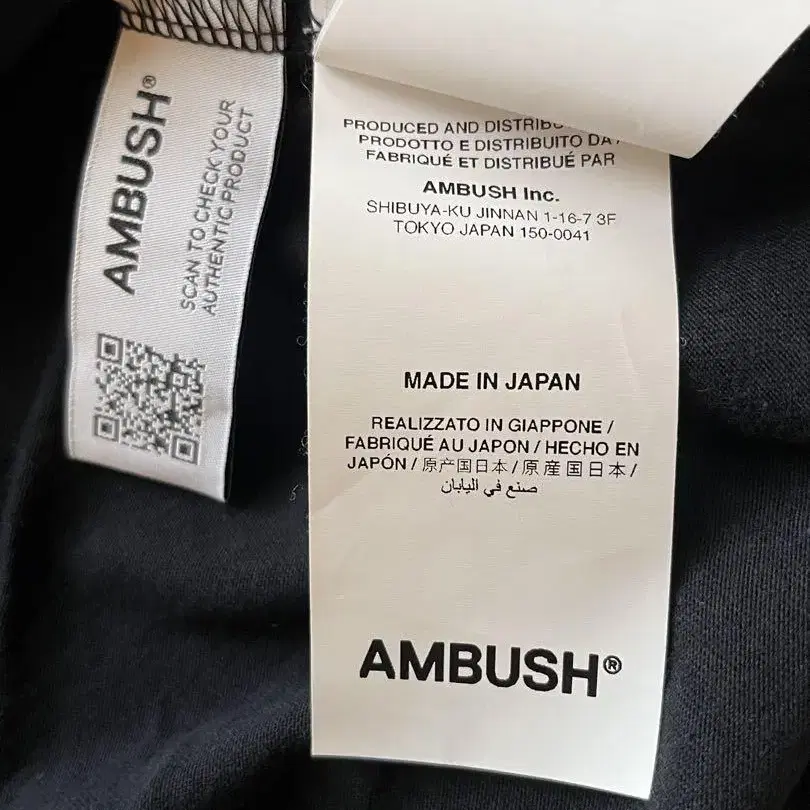 AMBUSH®
SCAN TO CHECK YOUR
AUTHENTIC PRODUCT
PRODUCED AND
PRODOTTO E DISTRIBUITO DA /
FABRIQUÉ ET DISTRIBUÉ PAR
AMBUSH Inc.
SHIBUYA-KU JINNAN 1-16-7 3F
TOKYO JAPAN 150-0041
MADE IN JAPAN
REALIZZATO IN GIAPPONE /
FABRIQUÉ AU JAPON / HECHO EN
JAPÓN / 原产国日本 / 原産国日本 /
صنع في اليابان
AMBUSH®